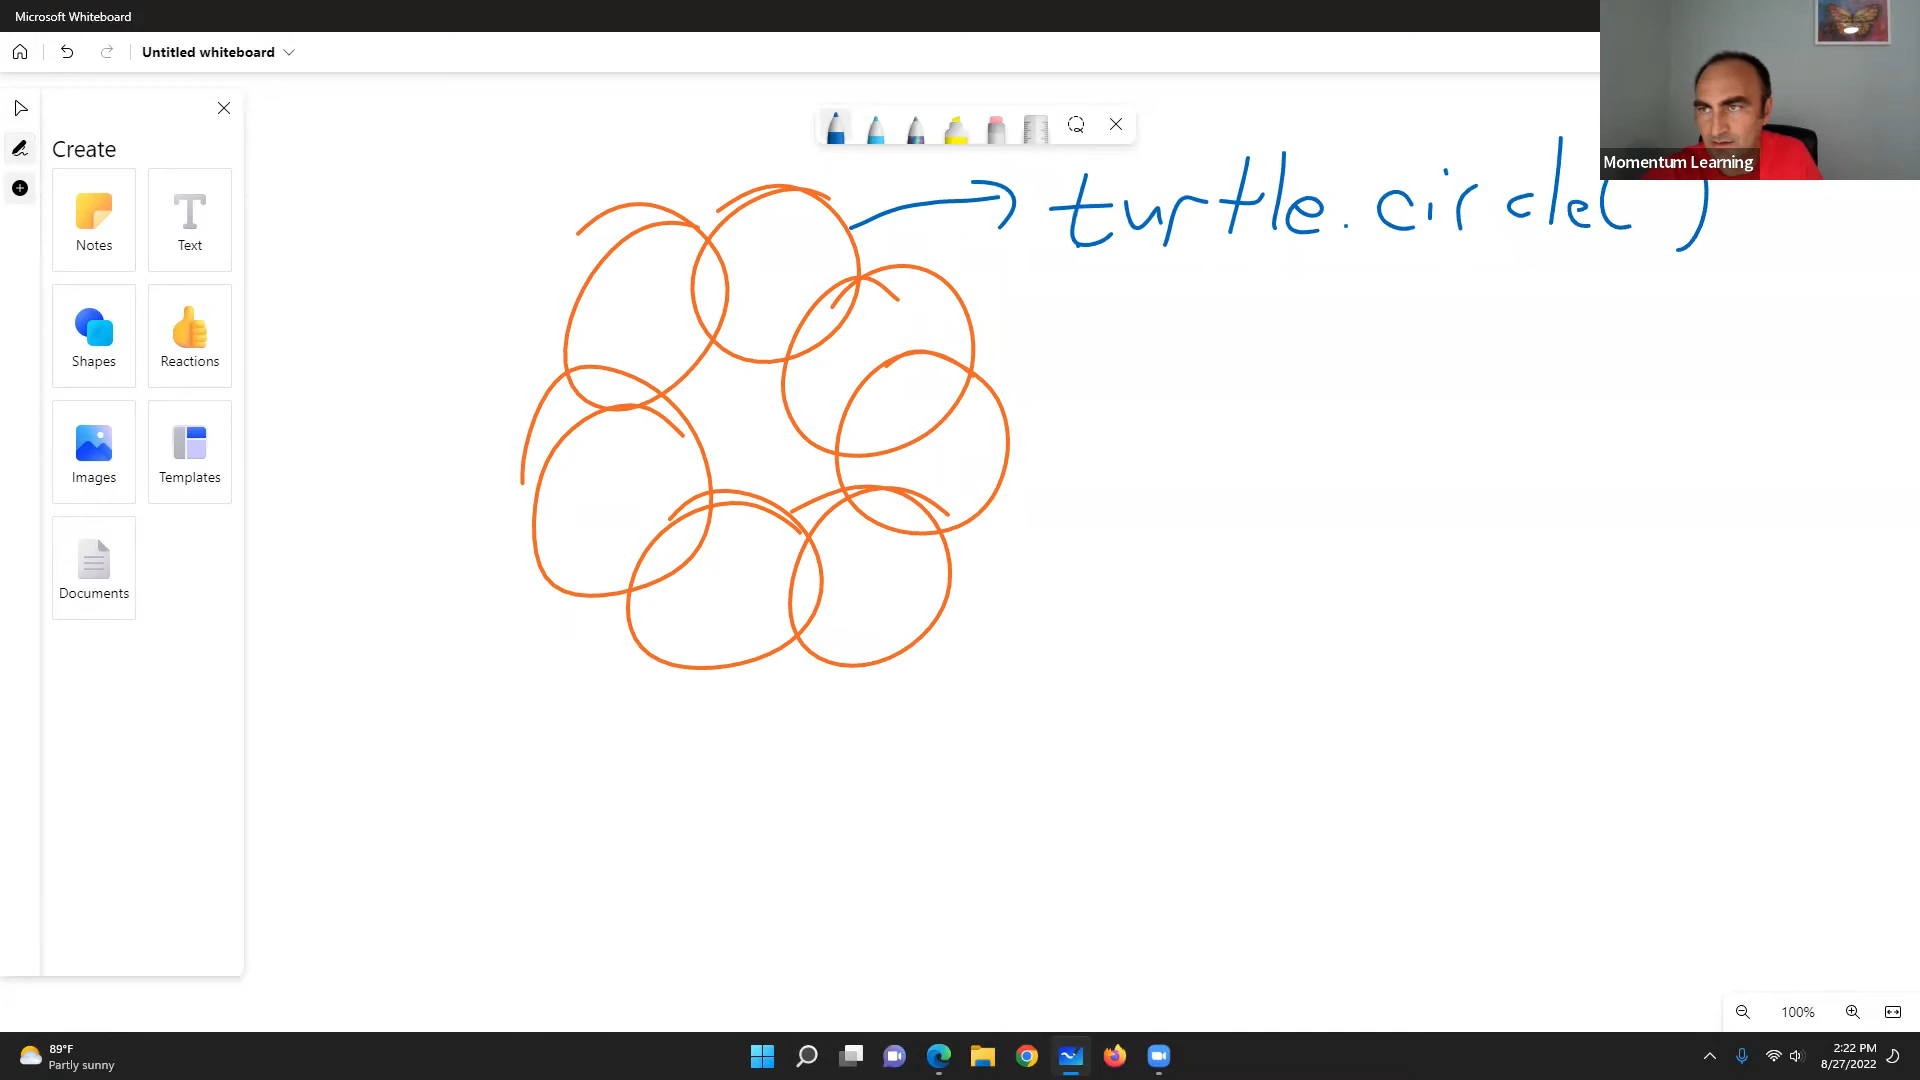 Microsoft Whiteboard
Untitled whiteboard
Momentum Learning
Create
turtle.circle( )
Notes
Text
Shapes
Reactions
Images
Templates
Documents
100%
89°F
Partly sunny
2:22 PM
8/27/2022